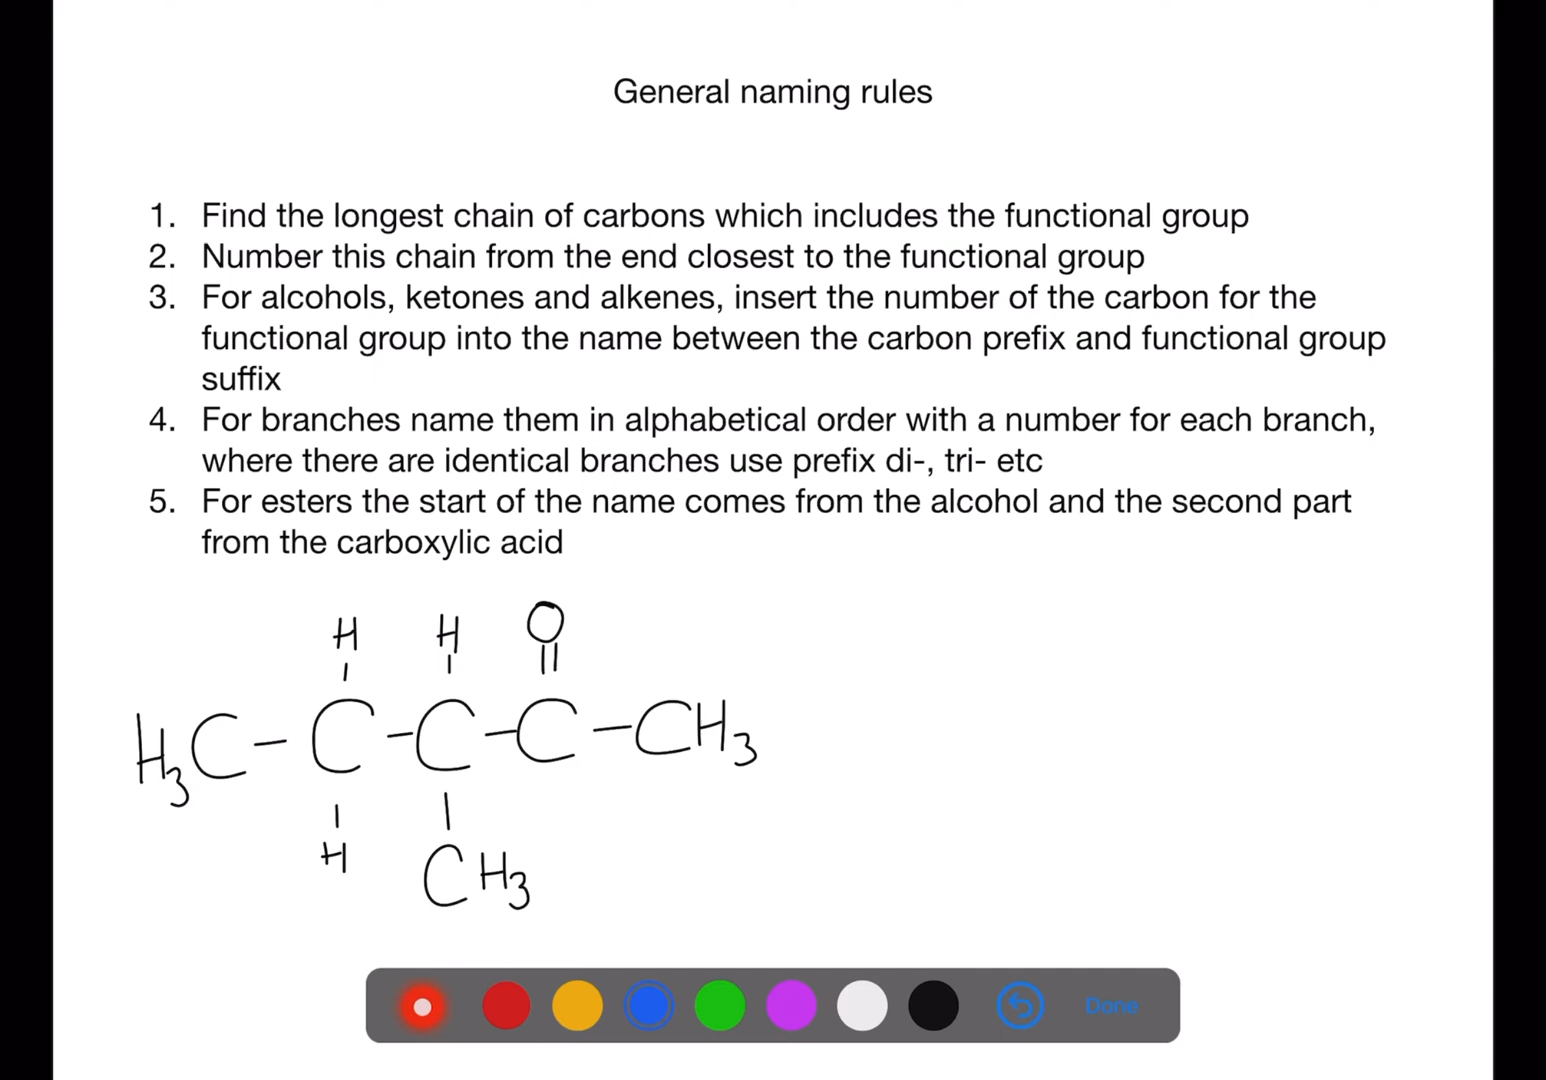 General naming rules
1. Find the longest chain of carbons which includes the functional group
2. Number this chain from the end closest to the functional group
3. For alcohols, ketones and alkenes, insert the number of the carbon for the
functional group into the name between the carbon prefix and functional group
suffix
4. For branches name them in alphabetical order with a number for each branch,
where there are identical branches use prefix di-, tri- etc
5. For esters the start of the name comes from the alcohol and the second part
from the carboxylic acid
H H O
H3C - C - C - C - CH3
H CH3
Done